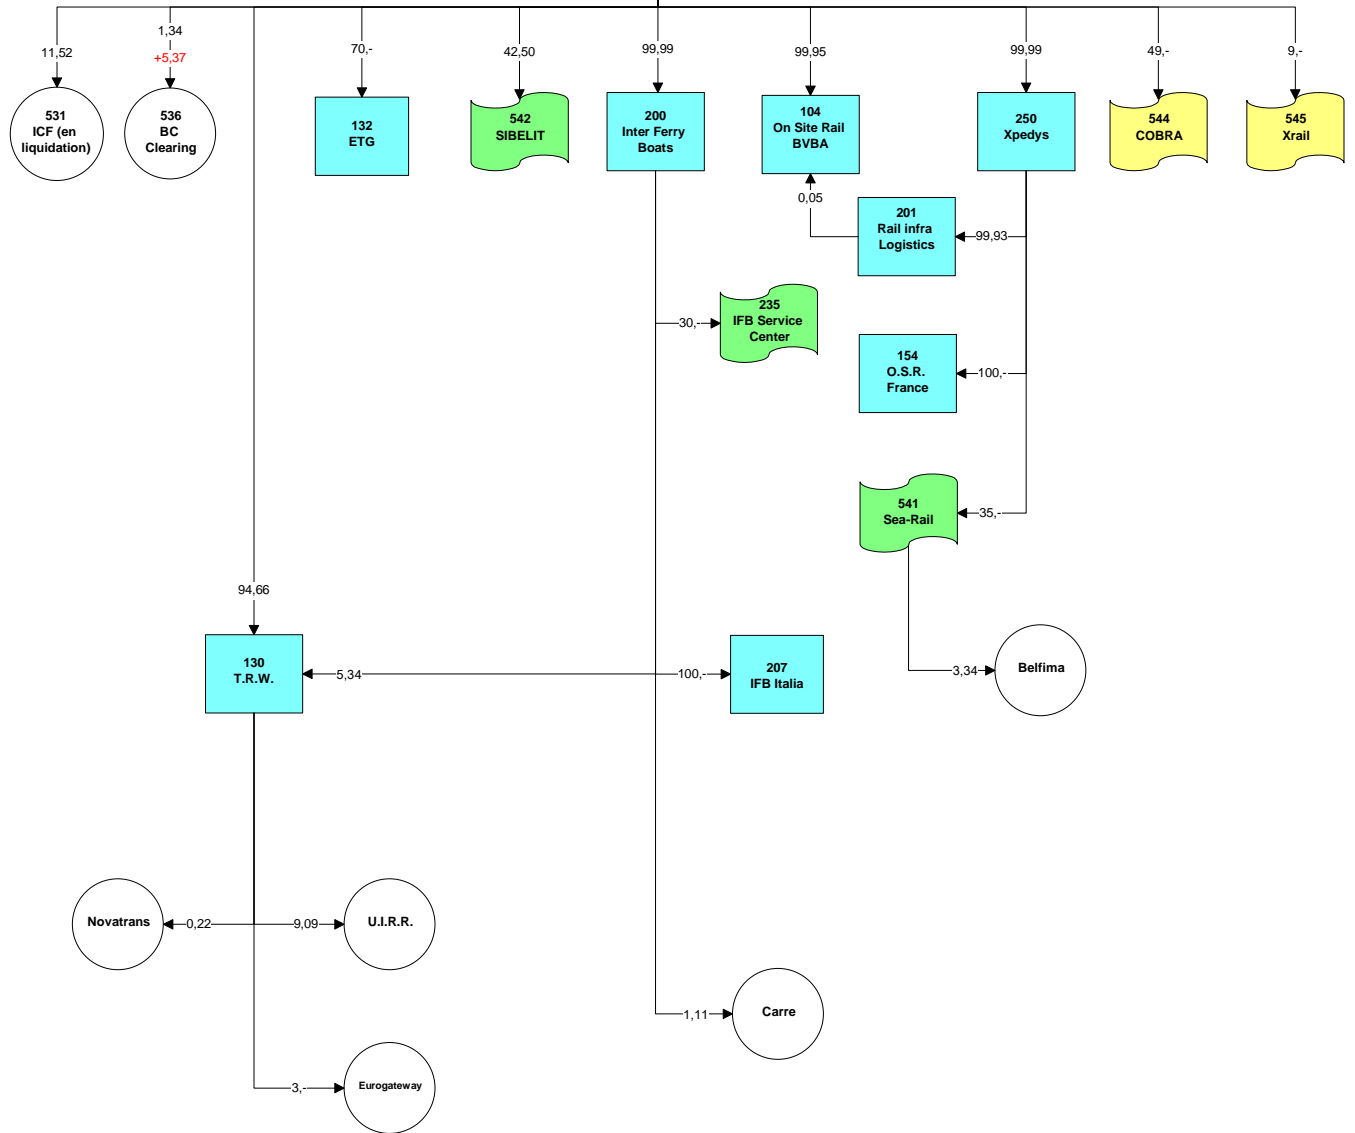 1,34
11,52
+5,37
70,-
42,50
99,99
99,95
99,99
49,-
9,-
531
ICF (en
liquidation)
536
BC
Clearing
132
ETG
542
SIBELIT
200
Inter Ferry
Boats
104
On Site Rail
BVBA
250
Xpedys
544
COBRA
545
Xrail
0,05
201
Rail infra
Logistics
99,93
235
IFB Service
Center
30,-
154
O.S.R.
France
100,-
541
Sea-Rail
35,-
94,66
130
T.R.W.
5,34
100,-
207
IFB Italia
3,34
Belfima
Novatrans
0,22
9,09
U.I.R.R.
1,11
Carre
3,-
Eurogateway